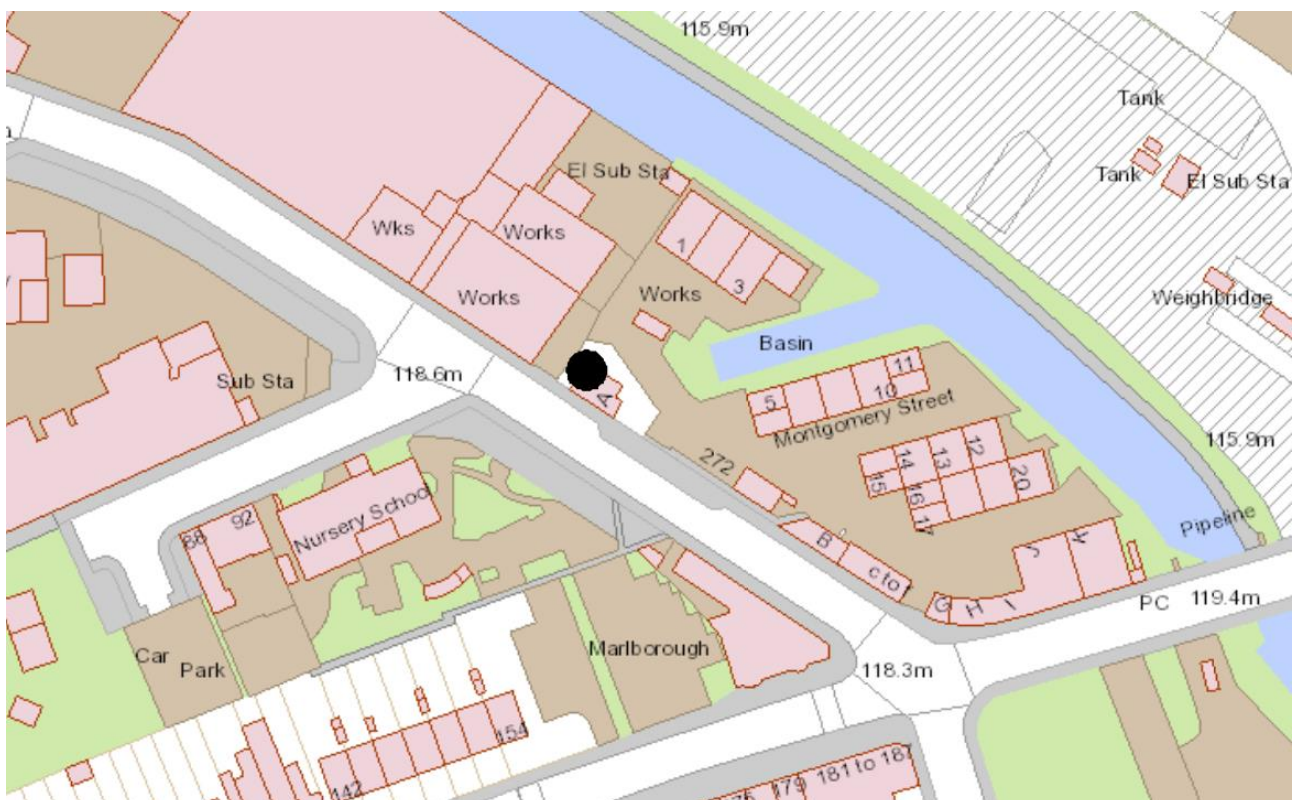 115.9m
Tank
Tank
El Sub Sta
El Sub Sta
Wks
Works
1
3
Works
Works
Weighbridge
Basin
118.6m
Sub Sta
4
5
11
10
Montgomery Street
115.9m
272
14
13
12
15
16
20
17
Nursery School
92
88
Pipeline
B
c to f
J
G
H
I
PC
119.4m
Car
Park
Marlborough
118.3m
154
142
179
181 to 187